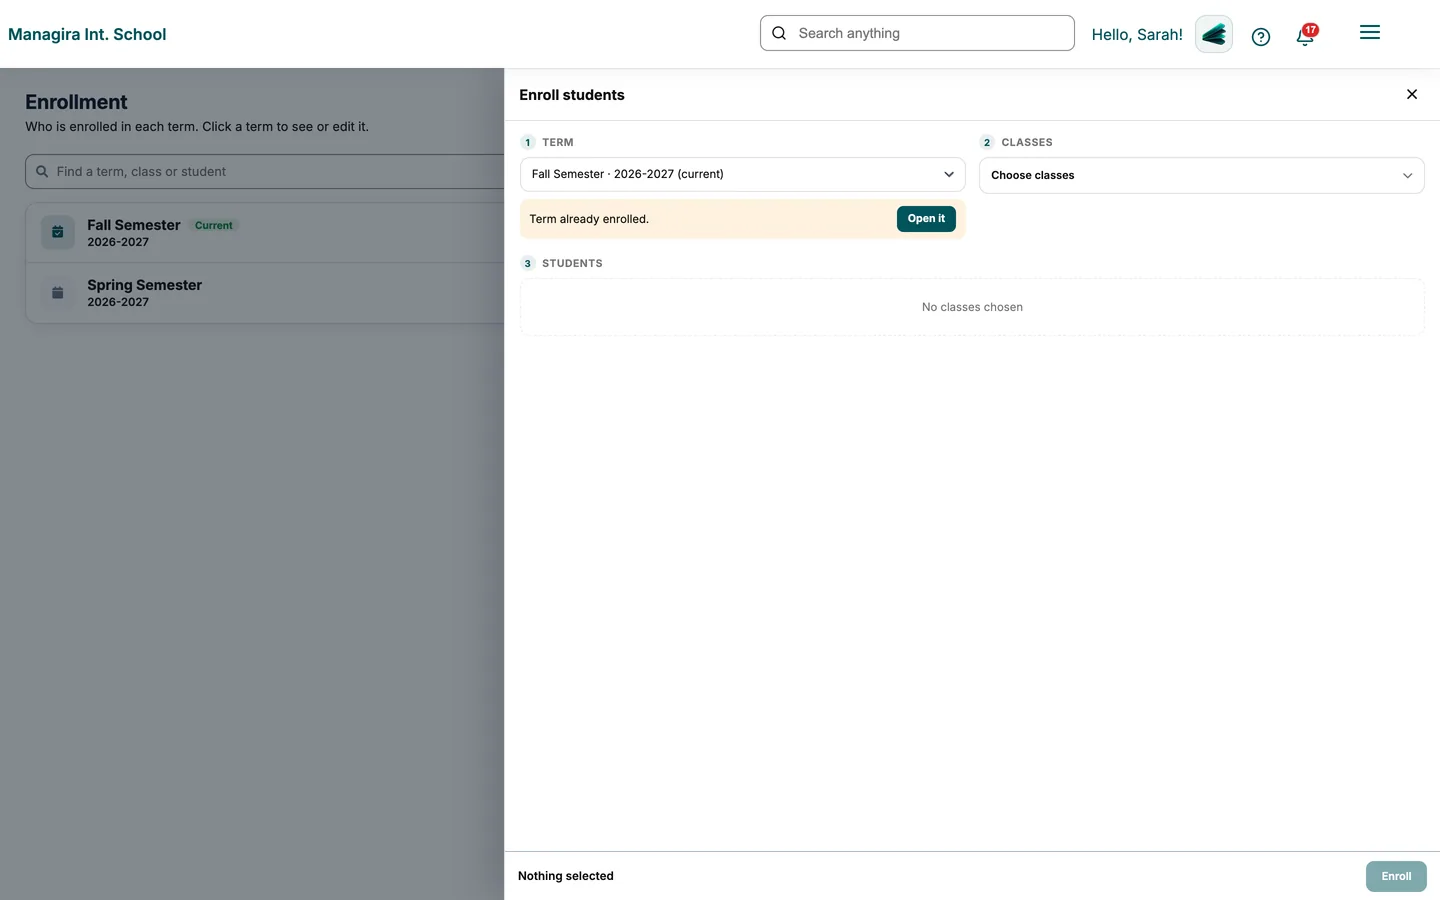 Managira Int. School
Search anything
Hello, Sarah!
17
Enrollment
Who is enrolled in each term. Click a term to see or edit it.
Find a term, class or student
Fall Semester Current
2026-2027
Spring Semester
2026-2027
Enroll students
1 TERM
Fall Semester · 2026-2027 (current)
Term already enrolled.
Open it
2 CLASSES
Choose classes
3 STUDENTS
No classes chosen
Nothing selected
Enroll